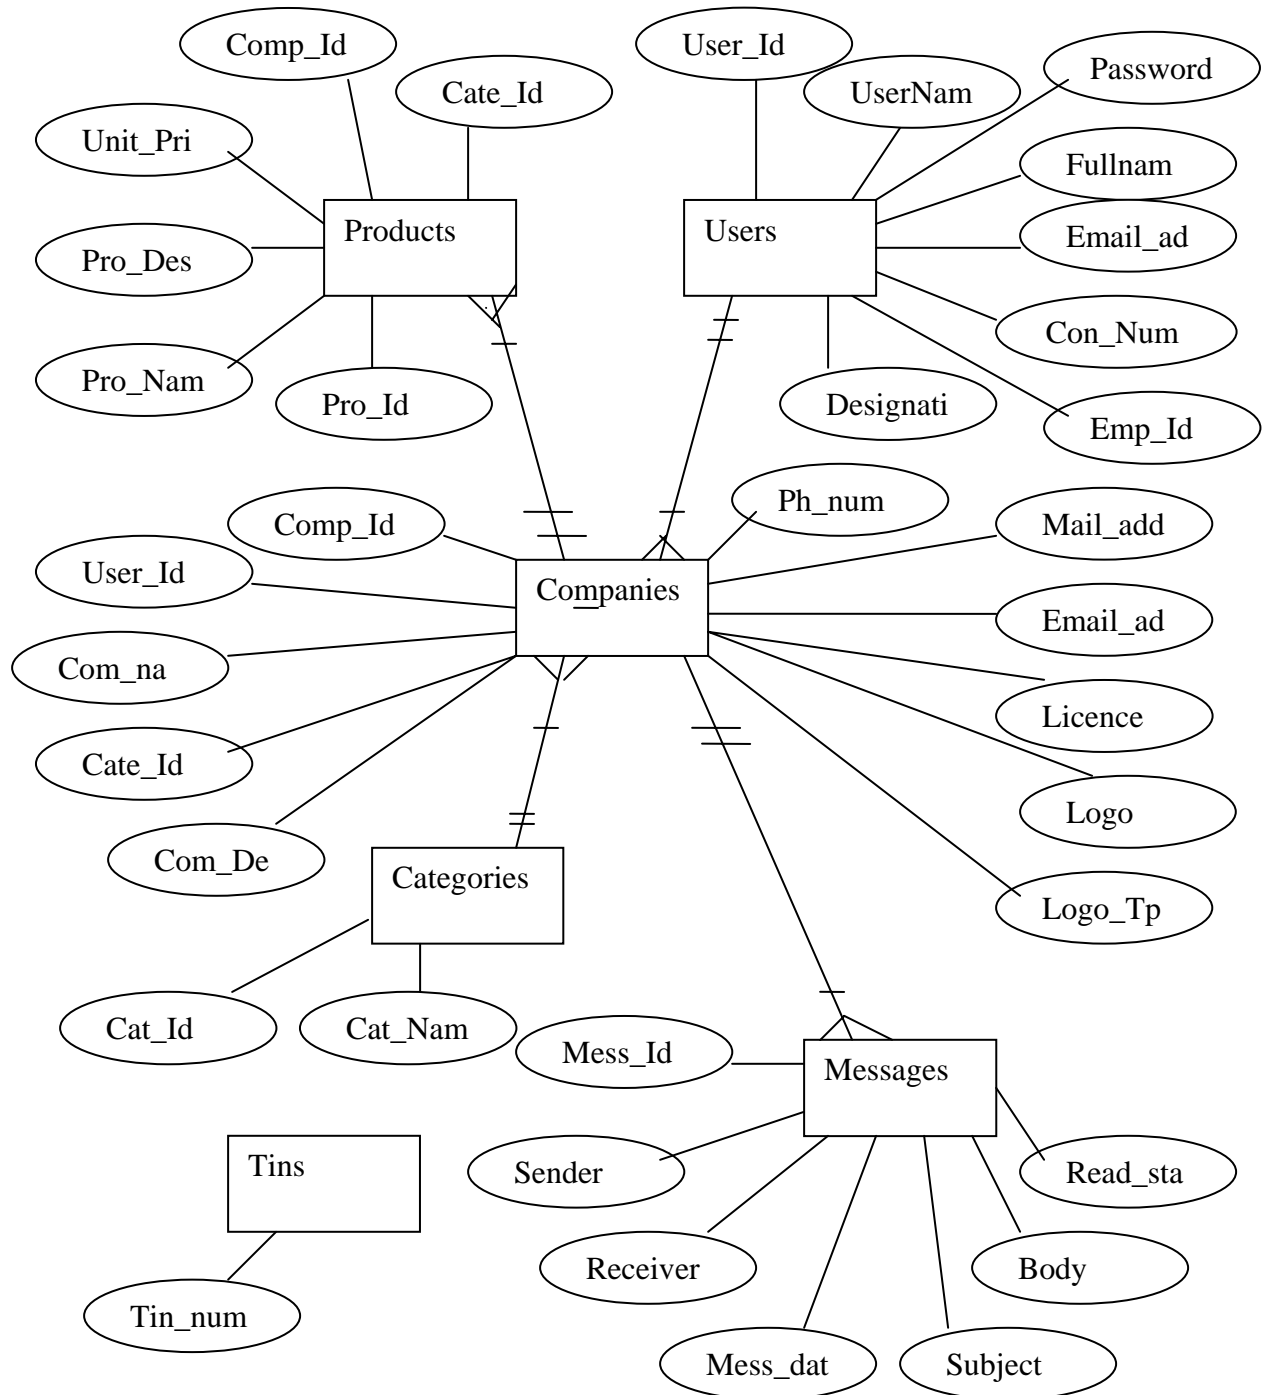 Comp_Id
User_Id
Password
Cate_Id
UserNam
Unit_Pri
Fullnam
Products
Users
Email_ad
Pro_Des
Con_Num
Pro_Nam
Pro_Id
Designati
Emp_Id
Ph_num
Comp_Id
Mail_add
User_Id
Companies
Email_ad
Com_na
Licence
Cate_Id
Logo
Com_De
Categories
Logo_Tp
Cat_Id
Cat_Nam
Mess_Id
Messages
Tins
Sender
Read_sta
Receiver
Body
Tin_num
Mess_dat
Subject